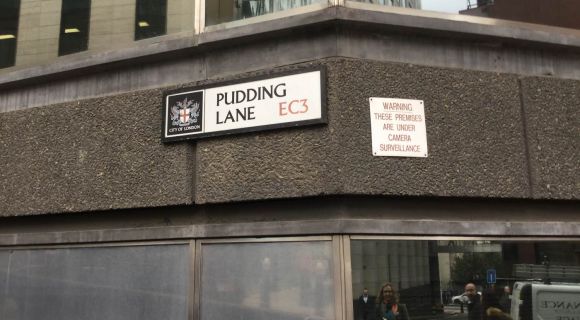 PUDDING
LANE EC3
CITY OF LONDON
WARNING
THESE PREMISES
ARE UNDER
CAMERA
SURVEILLANCE